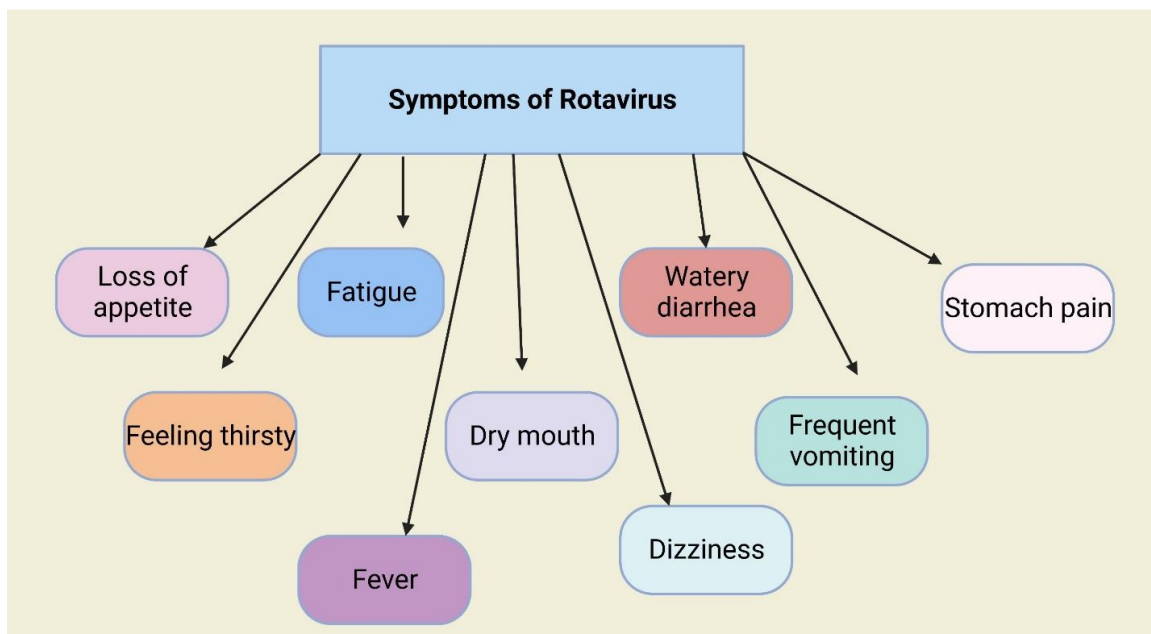 Symptoms of Rotavirus
Loss of
appetite
Fatigue
Watery
diarrhea
Stomach pain
Feeling thirsty
Dry mouth
Frequent
vomiting
Fever
Dizziness